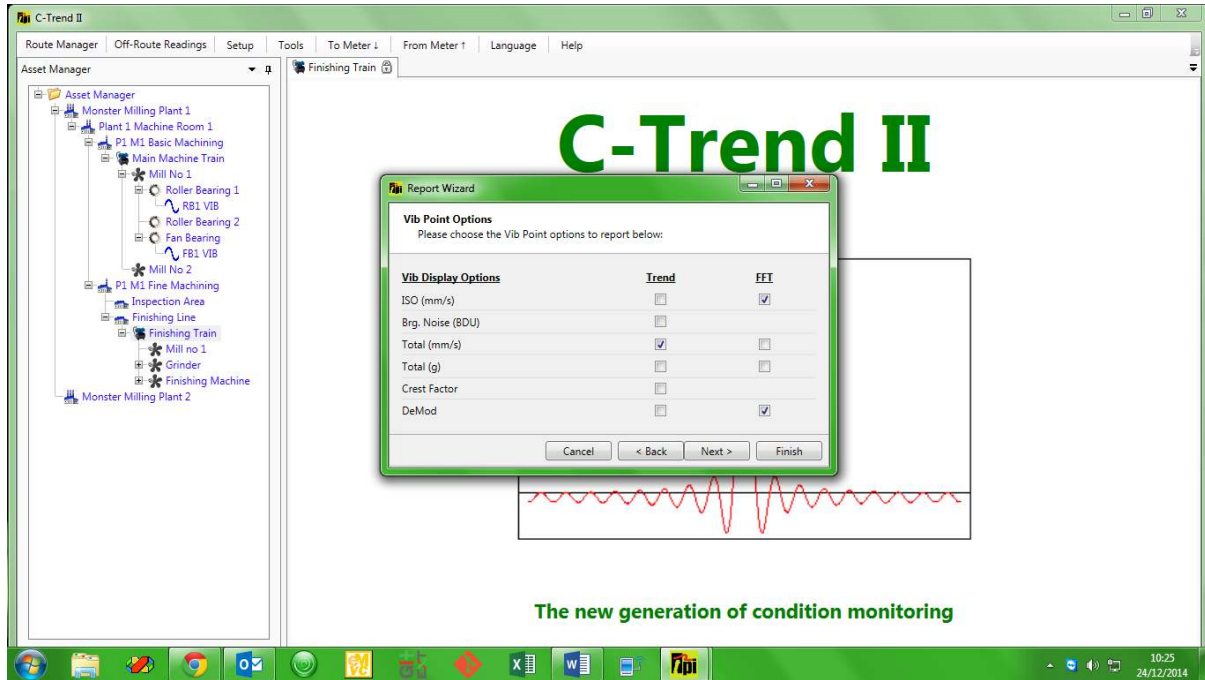 C-Trend II
Route Manager Off-Route Readings Setup Tools To Meter ↓ From Meter ↑ Language Help
Asset Manager
Finishing Train
Asset Manager
Monster Milling Plant 1
Plant 1 Machine Room 1
P1 M1 Basic Machining
Main Machine Train
Mill No 1
Roller Bearing 1
RB1 VIB
Roller Bearing 2
Fan Bearing
FB1 VIB
Mill No 2
P1 M1 Fine Machining
Inspection Area
Finishing Line
Finishing Train
Mill no 1
Grinder
Finishing Machine
Monster Milling Plant 2
C-Trend II
Report Wizard
Vib Point Options
Please choose the Vib Point options to report below:
Vib Display Options Trend FFT
ISO (mm/s)
Brg. Noise (BDU)
Total (mm/s)
Total (g)
Crest Factor
DeMod
Cancel < Back Next > Finish
The new generation of condition monitoring
10:25
24/12/2014